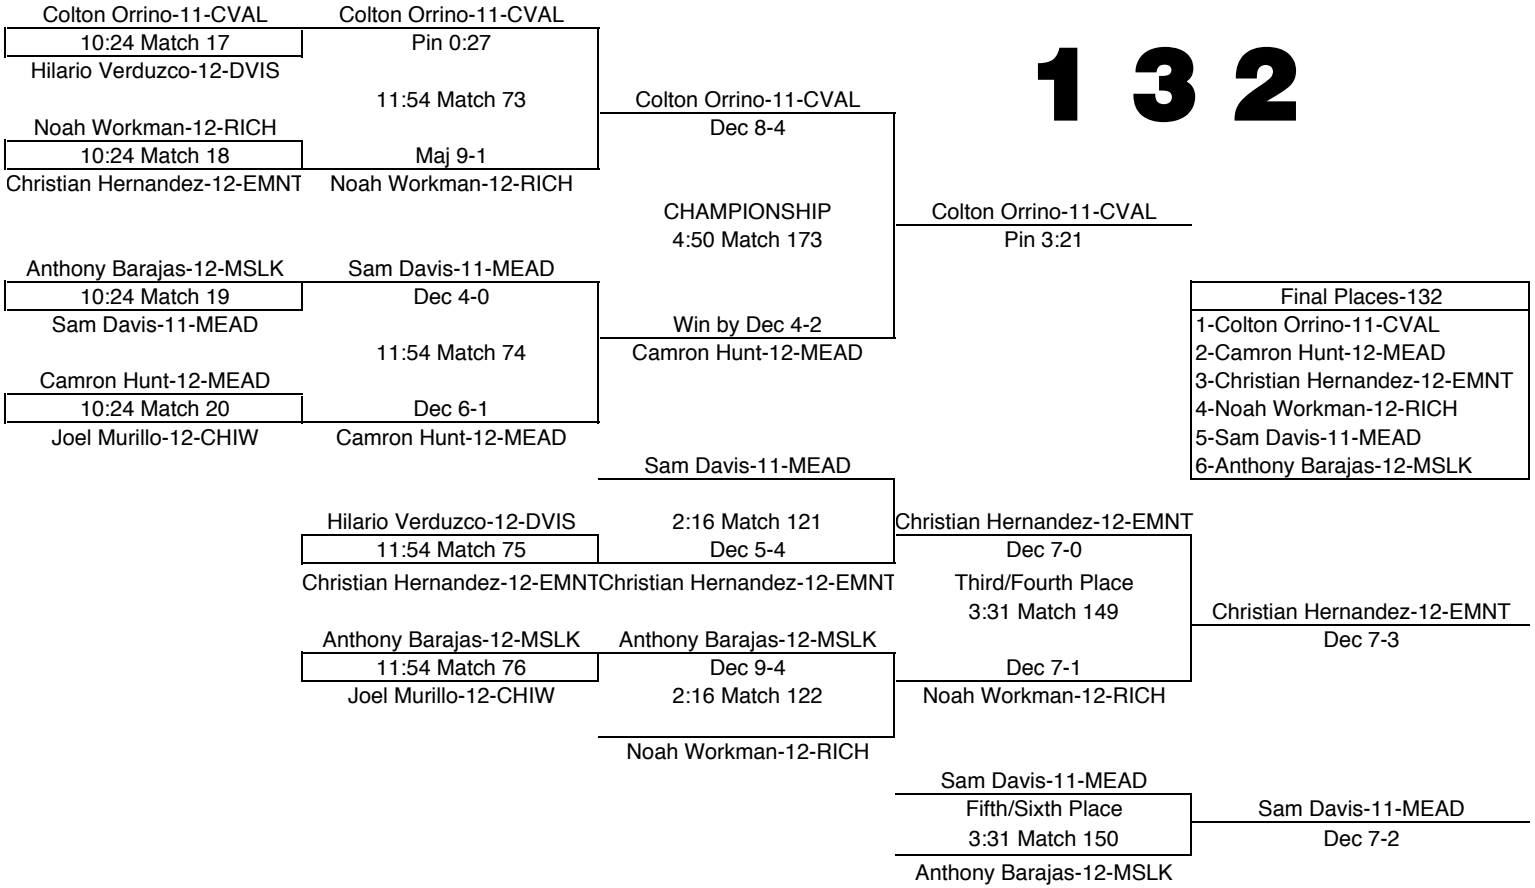 Colton Orrino-11-CVAL
10:24 Match 17
Hilario Verduzco-12-DVIS
Noah Workman-12-RICH
10:24 Match 18
Christian Hernandez-12-EMNT
Anthony Barajas-12-MSLK
10:24 Match 19
Sam Davis-11-MEAD
Camron Hunt-12-MEAD
10:24 Match 20
Joel Murillo-12-CHIW
Colton Orrino-11-CVAL
Pin 0:27
11:54 Match 73
Maj 9-1
Noah Workman-12-RICH
Sam Davis-11-MEAD
Dec 4-0
11:54 Match 74
Dec 6-1
Camron Hunt-12-MEAD
Hilario Verduzco-12-DVIS
11:54 Match 75
Christian Hernandez-12-EMNT
Anthony Barajas-12-MSLK
11:54 Match 76
Joel Murillo-12-CHIW
Colton Orrino-11-CVAL
Dec 8-4
CHAMPIONSHIP
4:50 Match 173
Win by Dec 4-2
Camron Hunt-12-MEAD
Sam Davis-11-MEAD
2:16 Match 121
Dec 5-4
Christian Hernandez-12-EMNT
Anthony Barajas-12-MSLK
Dec 9-4
2:16 Match 122
Noah Workman-12-RICH
132
Colton Orrino-11-CVAL
Pin 3:21
Christian Hernandez-12-EMNT
Dec 7-0
Third/Fourth Place
3:31 Match 149
Dec 7-1
Noah Workman-12-RICH
Sam Davis-11-MEAD
Fifth/Sixth Place
3:31 Match 150
Anthony Barajas-12-MSLK
Final Places-132
1-Colton Orrino-11-CVAL
2-Camron Hunt-12-MEAD
3-Christian Hernandez-12-EMNT
4-Noah Workman-12-RICH
5-Sam Davis-11-MEAD
6-Anthony Barajas-12-MSLK
Christian Hernandez-12-EMNT
Dec 7-3
Sam Davis-11-MEAD
Dec 7-2